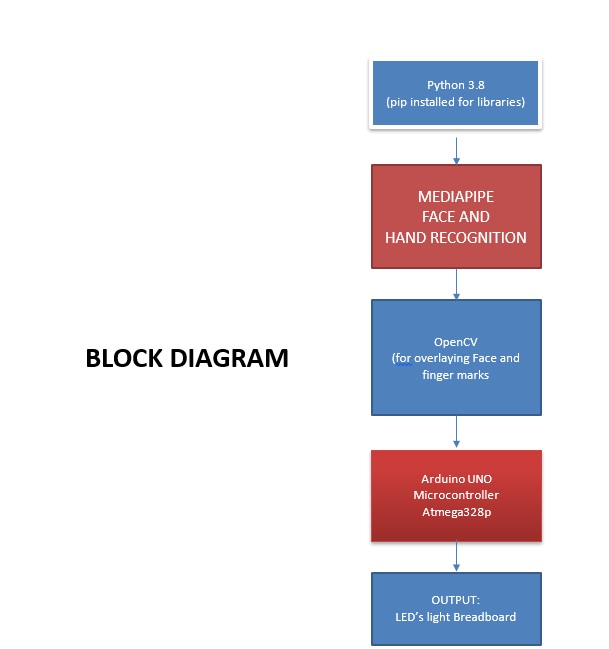 Python 3.8
(pip installed for libraries)
MEDIAPIPE
FACE AND
HAND RECOGNITION
OpenCV
(for overlaying Face and
finger marks
BLOCK DIAGRAM
Arduino UNO
Microcontroller
Atmega328p
OUTPUT:
LED's light Breadboard